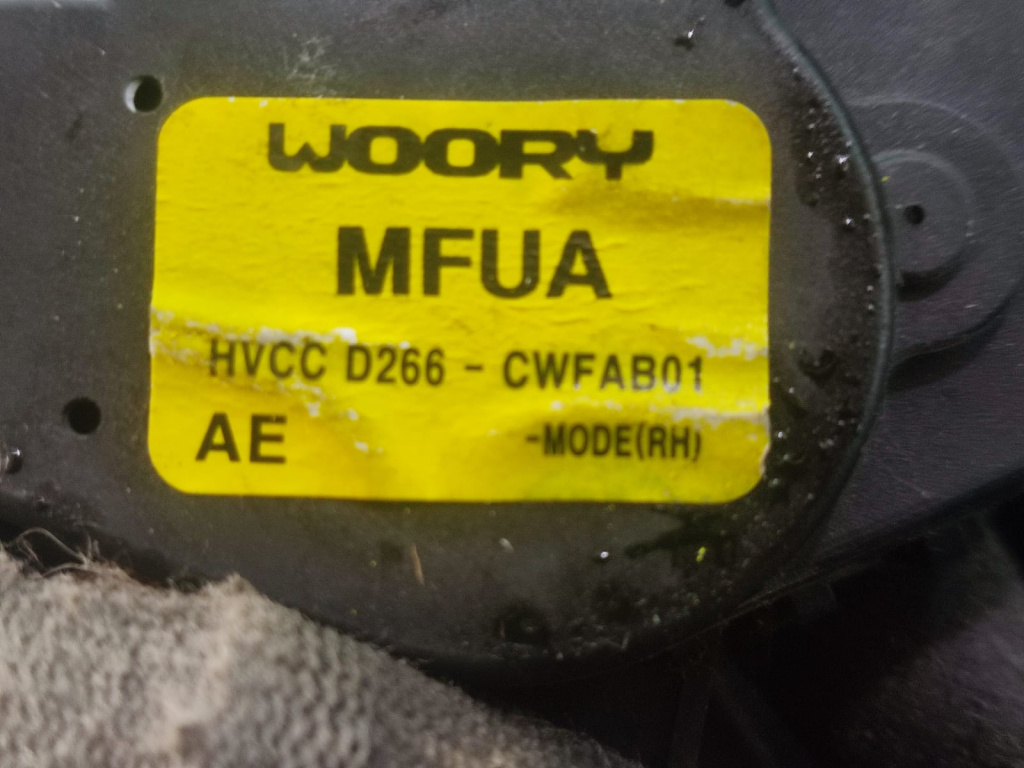 WOORY
MFUA
HVCC D266 - CWFAB01
AE -MODE(RH)